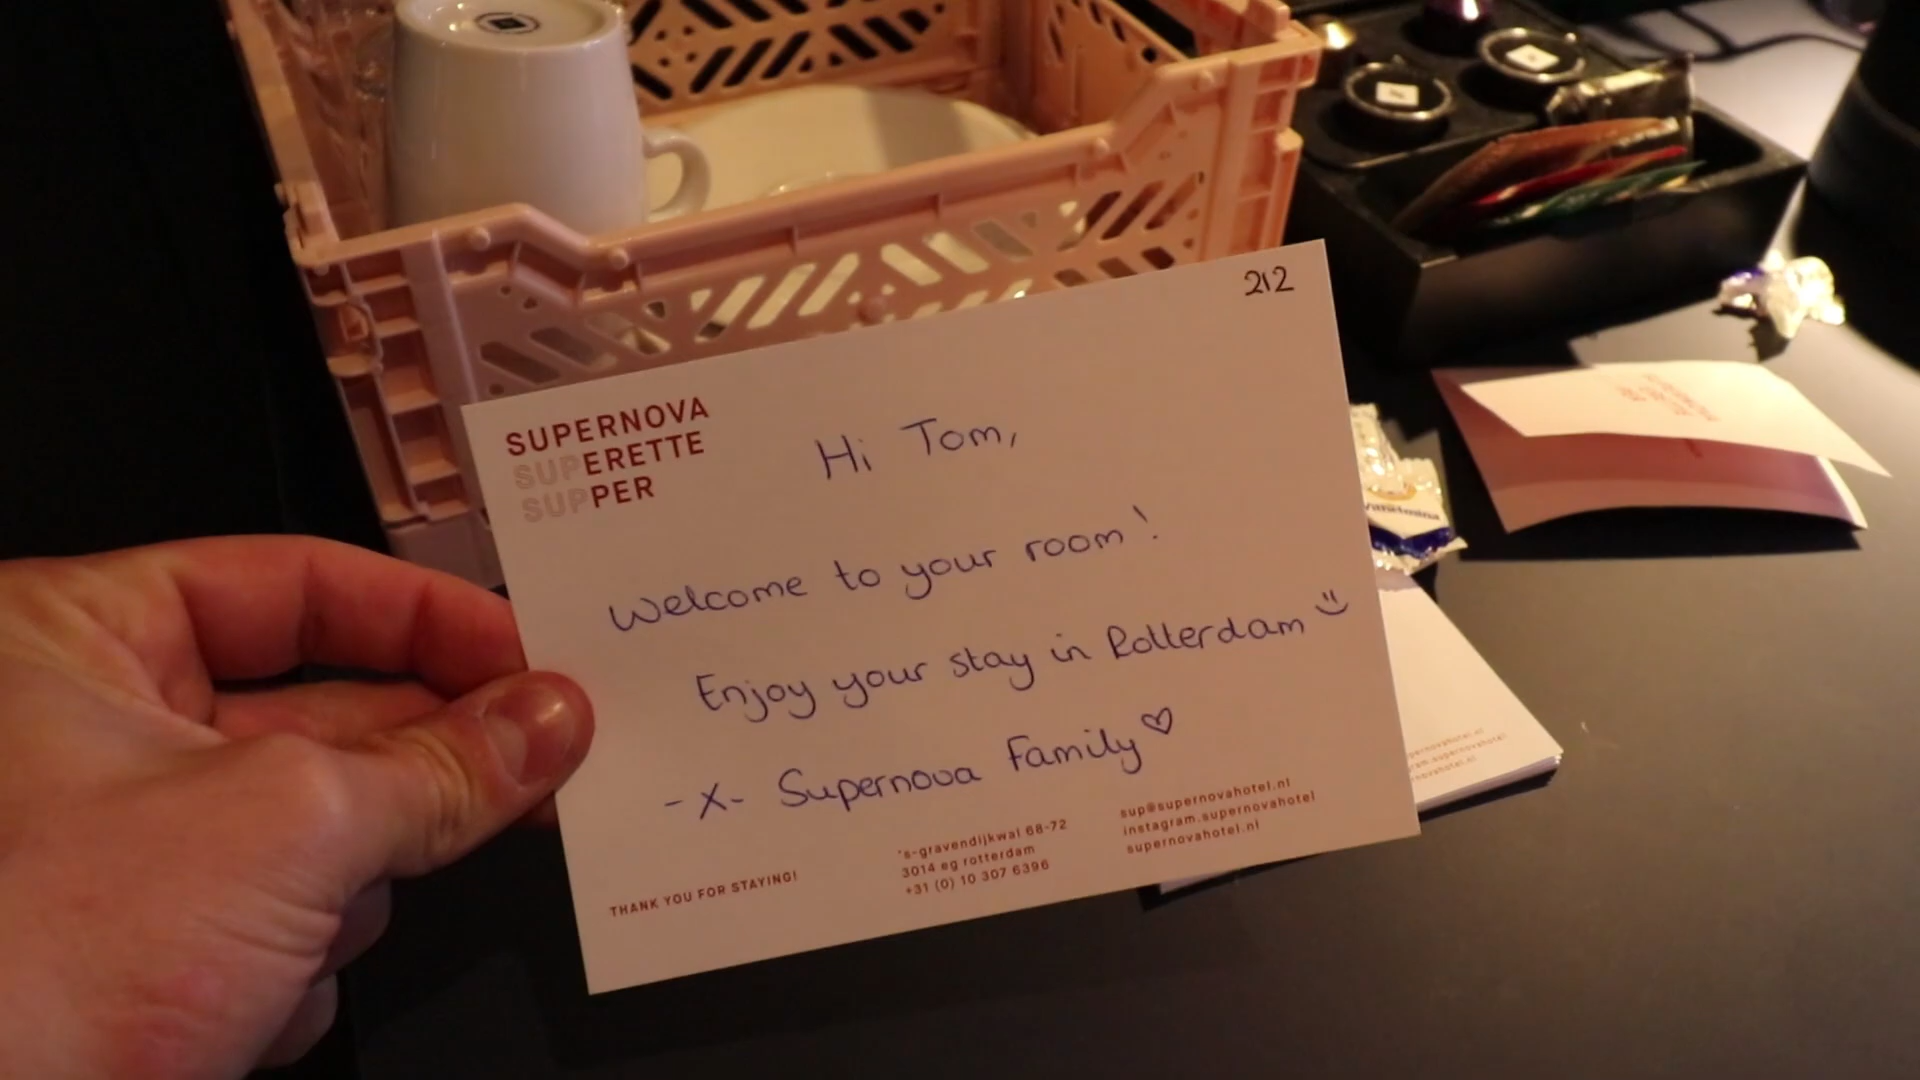 212
SUPERNOVA
SUPERETTE
SUPPER
Hi Tom,
Welcome to your room!
Enjoy your stay in Rotterdam
-x- Supernova Family ♡
THANK YOU FOR STAYING!
's-gravendijkwal 68-72
3014 eg rotterdam
+31 (0) 10 307 6396
sup@supernovahotel.nl
instagram.supernovahotel
supernovahotel.nl
Wilhelmina